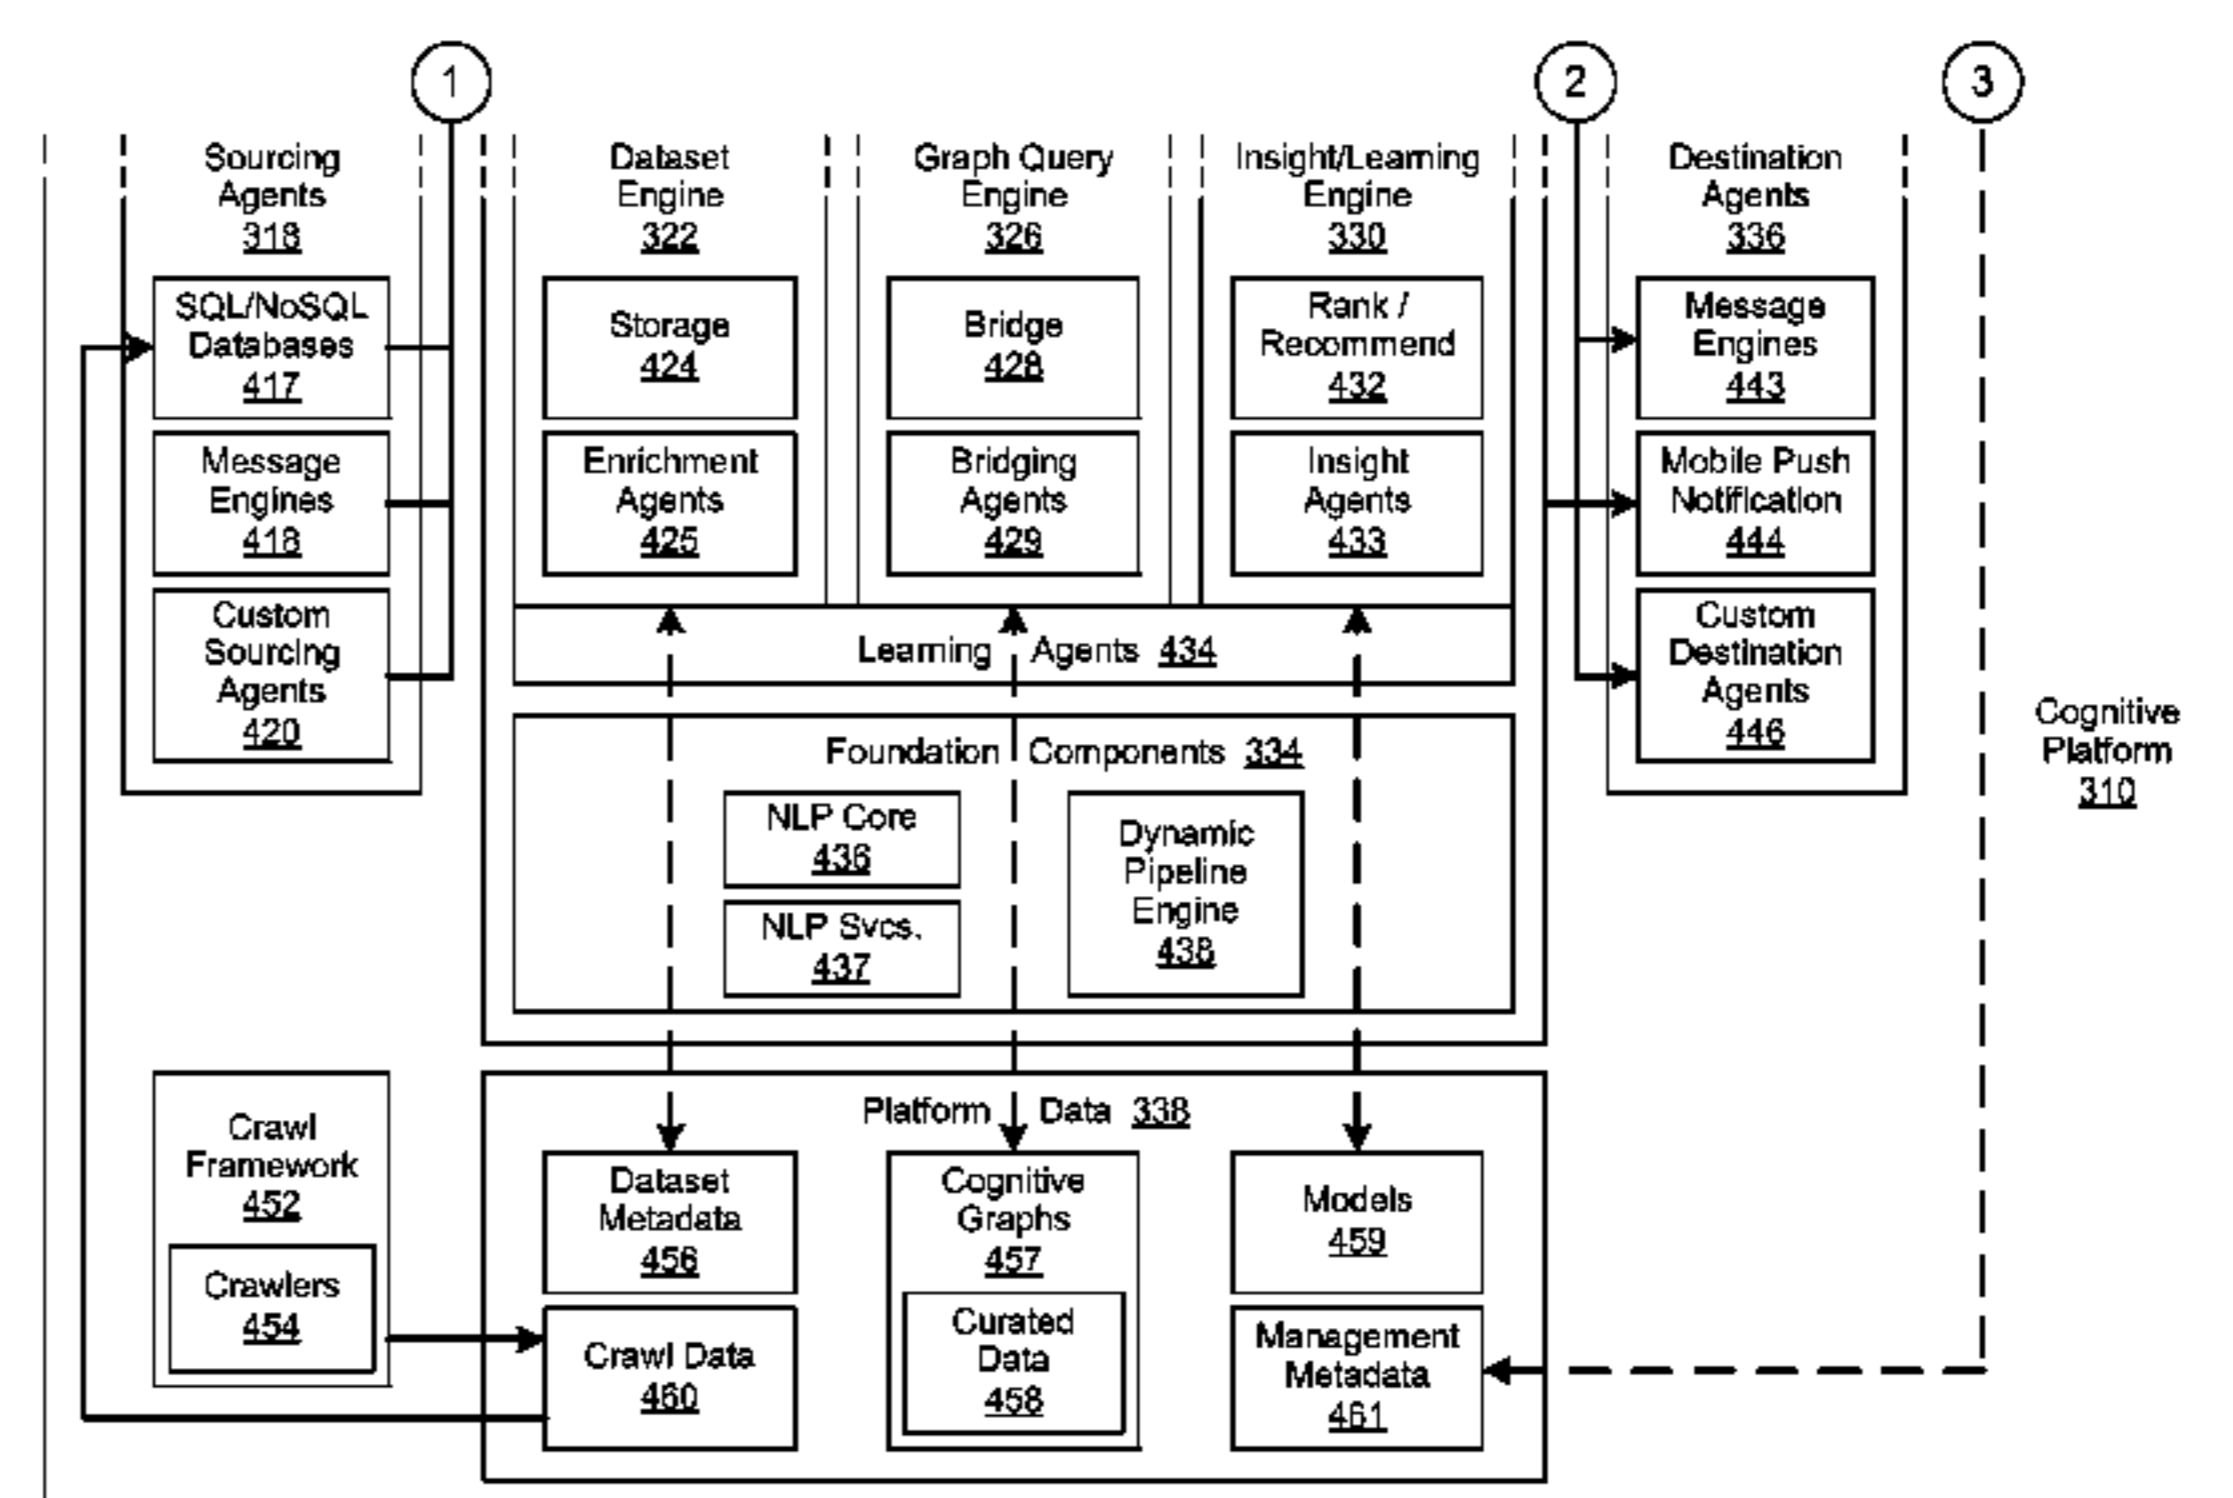 1
2
3
Sourcing
Agents
318
SQL/NoSQL
Databases
417
Message
Engines
418
Custom
Sourcing
Agents
420
Dataset
Engine
322
Storage
424
Enrichment
Agents
425
Graph Query
Engine
326
Bridge
428
Bridging
Agents
429
Insight/Learning
Engine
330
Rank /
Recommend
432
Insight
Agents
433
Learning Agents 434
Foundation Components 334
NLP Core
436
NLP Svcs.
437
Dynamic
Pipeline
Engine
438
Destination
Agents
336
Message
Engines
443
Mobile Push
Notification
444
Custom
Destination
Agents
446
Cognitive
Platform
310
Crawl
Framework
452
Crawlers
454
Platform Data 338
Dataset
Metadata
456
Crawl Data
460
Cognitive
Graphs
457
Curated
Data
458
Models
459
Management
Metadata
461